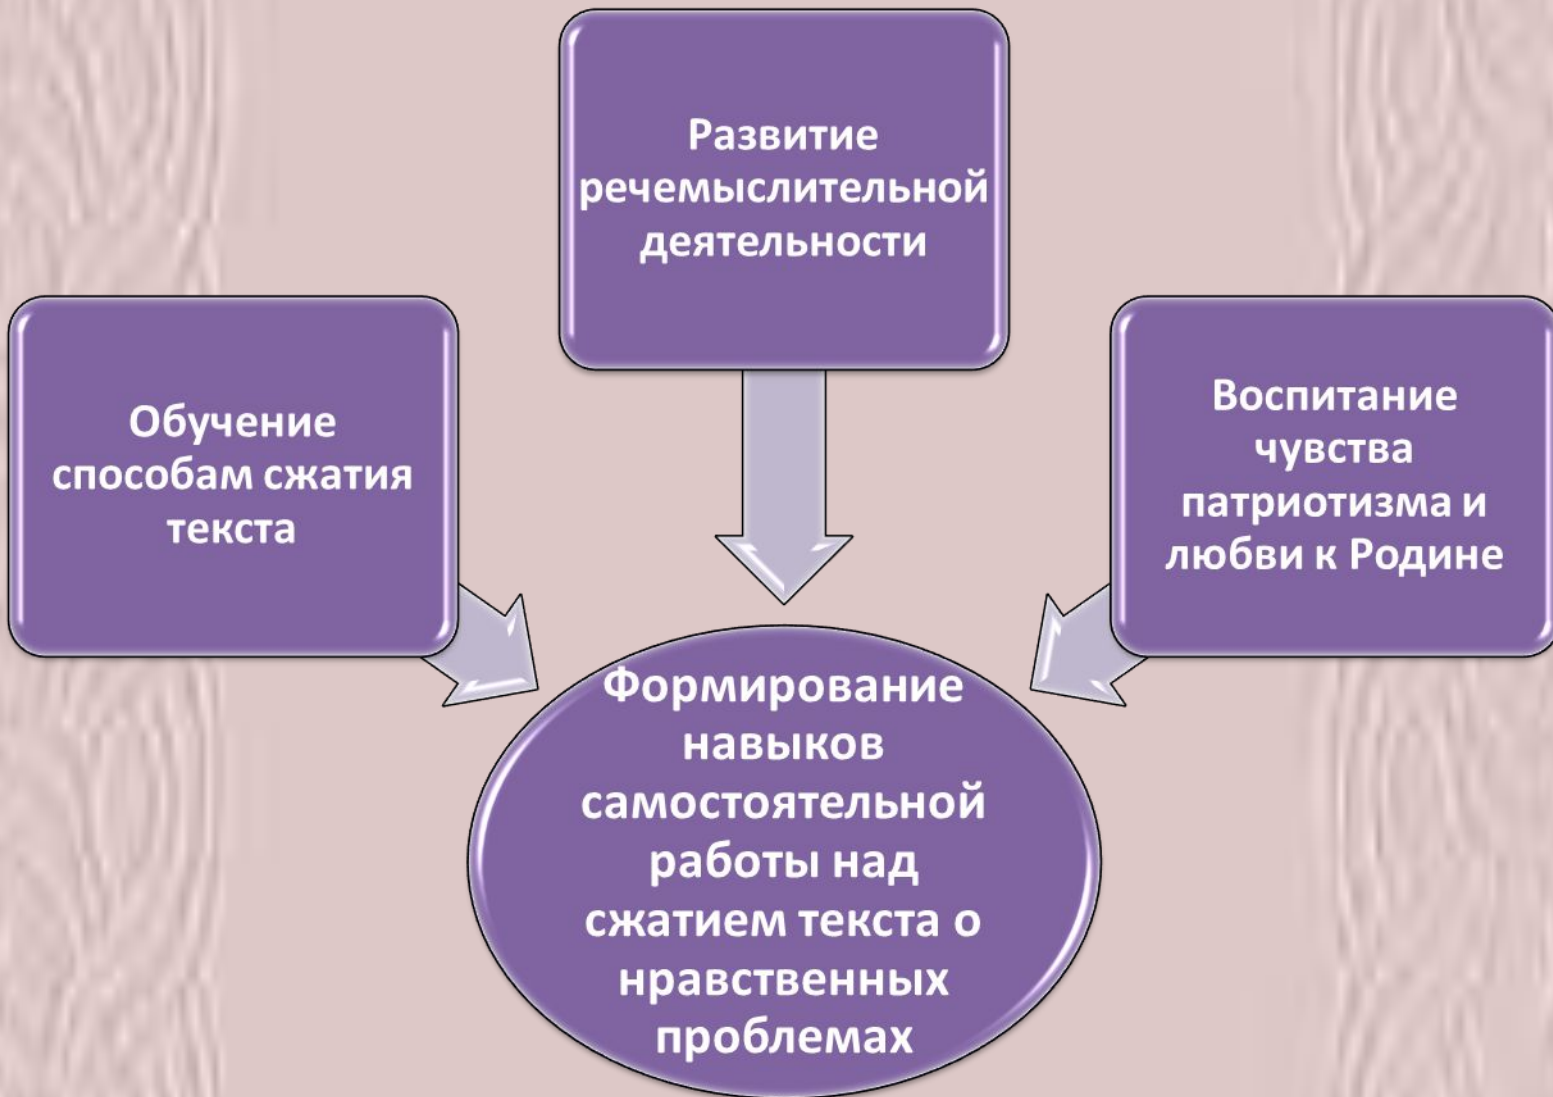 Развитие
речемыслительной
деятельности
Обучение
способам сжатия
текста
Воспитание
чувства
патриотизма и
любви к Родине
Формирование
навыков
самостоятельной
работы над
сжатием текста о
нравственных
проблемах